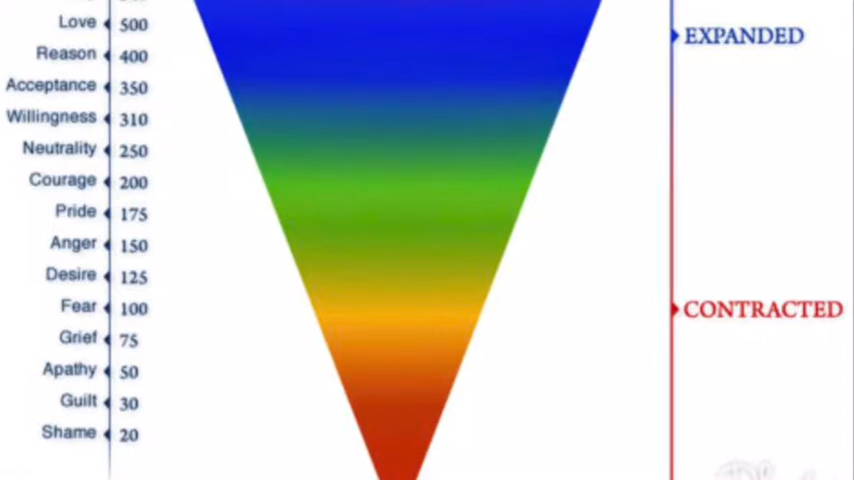 Love 500
EXPANDED
Reason 400
Acceptance 350
Willingness 310
Neutrality 250
Courage 200
Pride 175
Anger 150
Desire 125
Fear 100
CONTRACTED
Grief 75
Apathy 50
Guilt 30
Shame 20